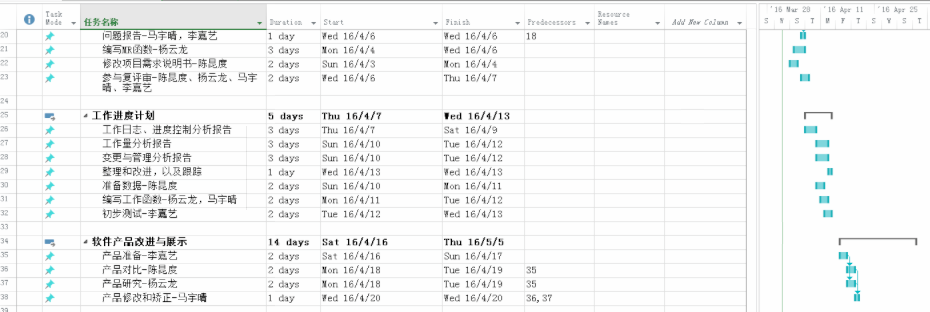 Task Mode 任务名称 Duration Start Finish Predecessors Resource Names Add New Column '16 Mar 28 '16 Apr 11 '16 Apr 25
S W S T M F T S W S T
20 问题报告-马宇晴，李嘉艺 1 day Wed 16/4/6 Wed 16/4/6 18
21 编写MR函数-杨云龙 3 days Mon 16/4/4 Wed 16/4/6
22 修改项目需求说明书-陈昆度 2 days Sun 16/4/3 Mon 16/4/4
23 参与复评审-陈昆度、杨云龙、马宇晴、李嘉艺 2 days Wed 16/4/6 Thu 16/4/7
24
25 工作进度计划 5 days Thu 16/4/7 Wed 16/4/13
26 工作日志、进度控制分析报告 3 days Thu 16/4/7 Sat 16/4/9
27 工作量分析报告 3 days Sun 16/4/10 Tue 16/4/12
28 变更与管理分析报告 3 days Sun 16/4/10 Tue 16/4/12
29 整理和改进，以及跟踪 1 day Wed 16/4/13 Wed 16/4/13
30 准备数据-陈昆度 2 days Sun 16/4/10 Mon 16/4/11
31 编写工作函数-杨云龙，马宇晴 2 days Mon 16/4/11 Tue 16/4/12
32 初步测试-李嘉艺 2 days Tue 16/4/12 Wed 16/4/13
33
34 软件产品改进与展示 14 days Sat 16/4/16 Thu 16/5/5
35 产品准备-李嘉艺 2 days Sat 16/4/16 Sun 16/4/17
36 产品对比-陈昆度 2 days Mon 16/4/18 Tue 16/4/19 35
37 产品研究-杨云龙 2 days Mon 16/4/18 Tue 16/4/19 35
38 产品修改和矫正-马宇晴 1 day Wed 16/4/20 Wed 16/4/20 36,37
39